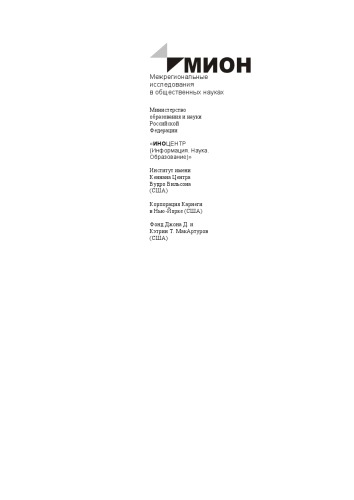 МИОН
Межрегиональные
исследования
в общественных науках
Министерство
образования и науки
Российской
Федерации
«ИНОЦЕНТР
(Информация. Наука.
Образование)»
Институт имени
Кеннана Центра
Вудро Вильсона
(США)
Корпорация Карнеги
в Нью-Йорке (США)
Фонд Джона Д. и
Кэтрин Т. МакАртуров
(США)